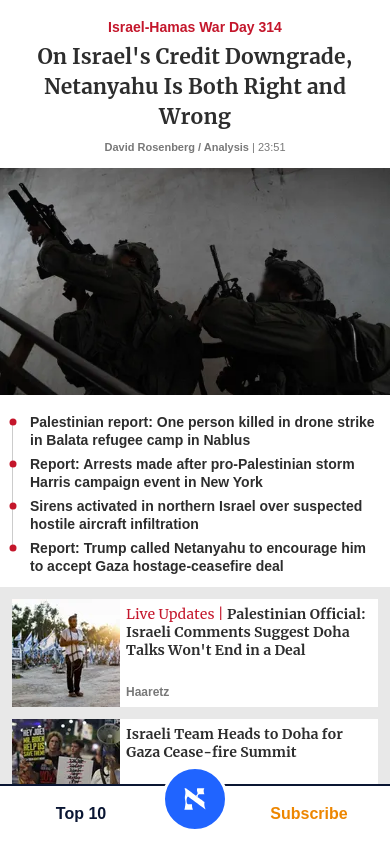 Israel-Hamas War Day 314
On Israel's Credit Downgrade,
Netanyahu Is Both Right and
Wrong
David Rosenberg / Analysis | 23:51
Palestinian report: One person killed in drone strike
in Balata refugee camp in Nablus
Report: Arrests made after pro-Palestinian storm
Harris campaign event in New York
Sirens activated in northern Israel over suspected
hostile aircraft infiltration
Report: Trump called Netanyahu to encourage him
to accept Gaza hostage-ceasefire deal
Live Updates | Palestinian Official:
Israeli Comments Suggest Doha
Talks Won't End in a Deal
Haaretz
HEY JOE!
HELP US
Israeli Team Heads to Doha for
Gaza Cease-fire Summit
Top 10
Subscribe